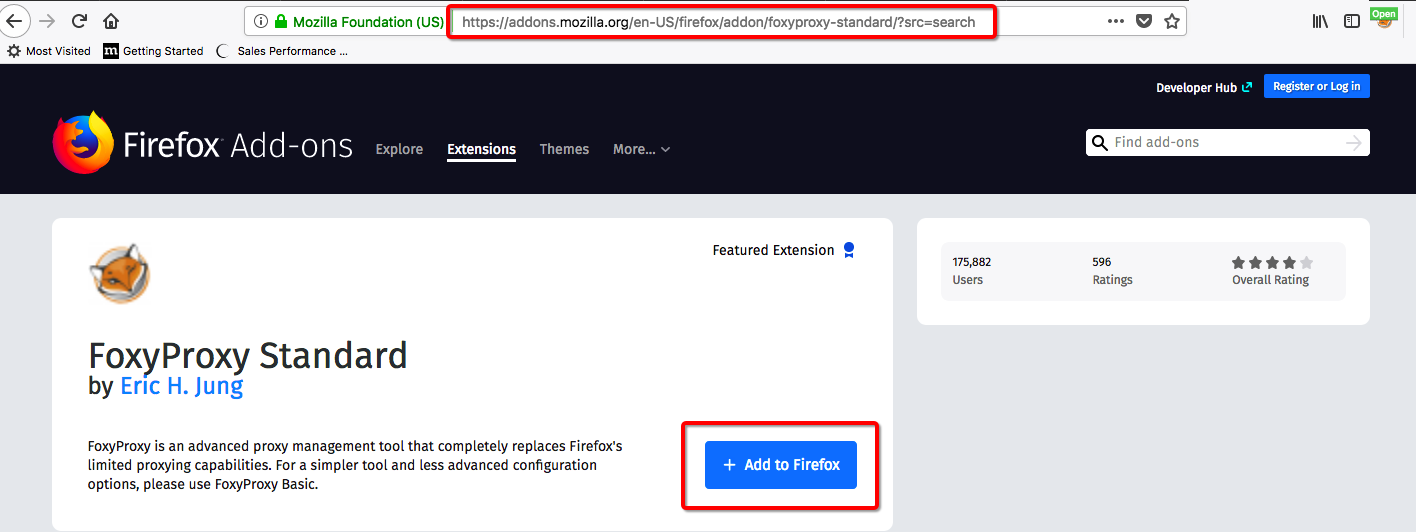 Mozilla Foundation (US)
https://addons.mozilla.org/en-US/firefox/addon/foxyproxy-standard/?src=search
Open
Most Visited
m Getting Started
Sales Performance ...
Developer Hub
Register or Log in
Firefox Add-ons
Explore
Extensions
Themes
More...
Find add-ons
Featured Extension
175,882
Users
596
Ratings
Overall Rating
FoxyProxy Standard
by Eric H. Jung
FoxyProxy is an advanced proxy management tool that completely replaces Firefox's
limited proxying capabilities. For a simpler tool and less advanced configuration
options, please use FoxyProxy Basic.
+ Add to Firefox